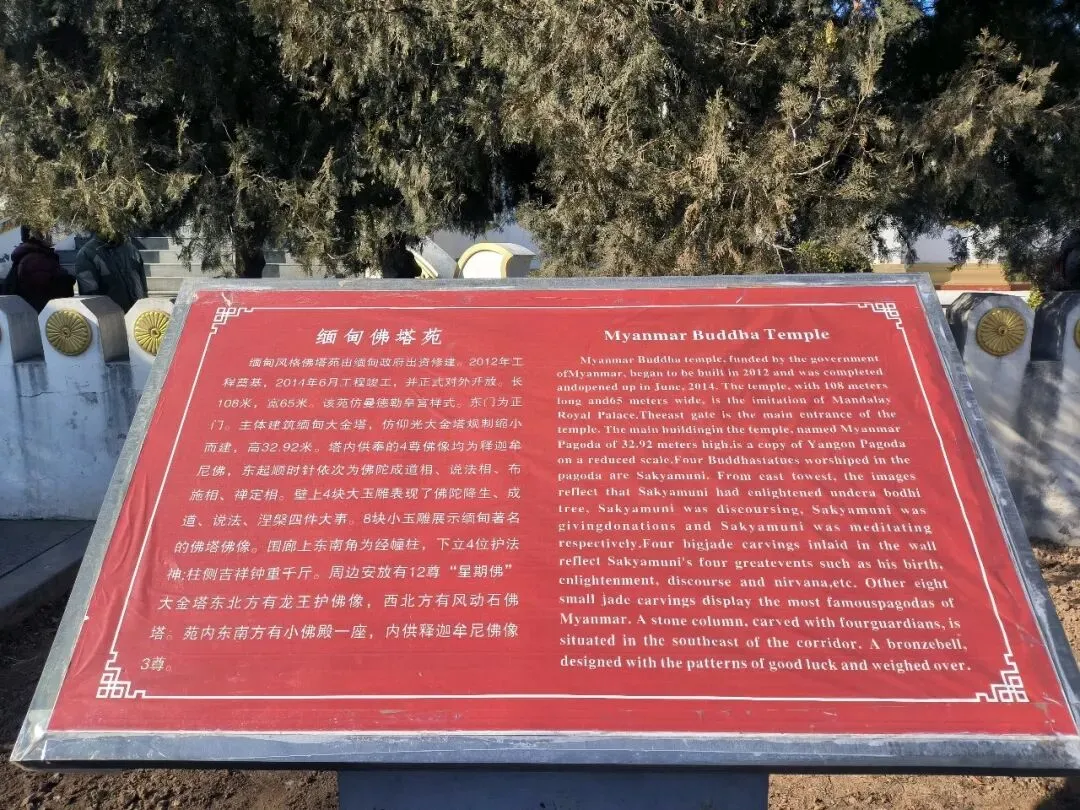 缅甸佛塔苑
缅甸风格佛塔苑由缅甸政府出资修建。2012年工
程奠基，2014年6月工程竣工，并正式对外开放。长
108米，宽65米。该苑仿曼德勒皇宫样式。东门为正
门。主体建筑缅甸大金塔，仿仰光大金塔规制缩小
而建，高32.92米。塔内供奉的4尊佛像均为释迦牟
尼佛，东起顺时针依次为佛陀成道相、说法相、布
施相、禅定相。壁上4块大玉雕表现了佛陀降生、成
道、说法、涅槃四件大事。8块小玉雕展示缅甸著名
的佛塔佛像。围廊上东南角为经幢柱，下立4位护法
神;柱侧吉祥钟重千斤。周边安放有12尊“星期佛”
大金塔东北方有龙王护佛像，西北方有风动石佛
塔。苑内东南方有小佛殿一座，内供释迦牟尼佛像
3尊。
Myanmar Buddha Temple
Myanmar Buddha temple, funded by the government
ofMyanmar, began to be built in 2012 and was completed
andopened up in June, 2014. The temple, with 108 meters
long and65 meters wide, is the imitation of Mandalay
Royal Palace.Theeast gate is the main entrance of the
temple. The main buildingin the temple, named Myanmar
Pagoda of 32.92 meters high,is a copy of Yangon Pagoda
on a reduced scale.Four Buddhastatues worshiped in the
pagoda are Sakyamuni. From east towest, the images
reflect that Sakyamuni had enlightened undera bodhi
tree, Sakyamuni was discoursing, Sakyamuni was
givingdonations and Sakyamuni was meditating
respectively.Four bigjade carvings inlaid in the wall
reflect Sakyamuni's four greatevents such as his birth,
enlightenment, discourse and nirvana,etc. Other eight
small jade carvings display the most famouspagodas of
Myanmar. A stone column, carved with fourguardians, is
situated in the southeast of the corridor. A bronzebell,
designed with the patterns of good luck and weighed over.